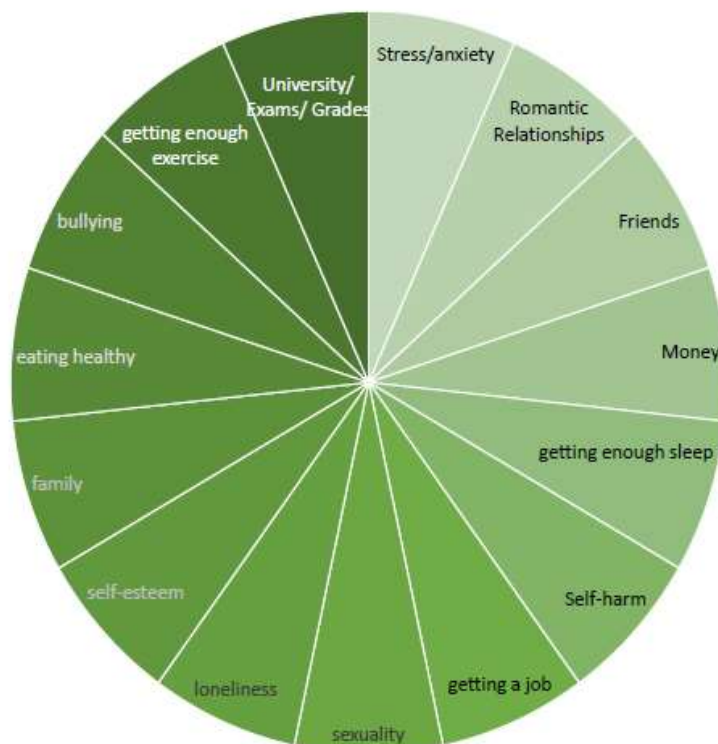 Stress/anxiety
Romantic
Relationships
Friends
Money
getting enough sleep
Self-harm
getting a job
sexuality
loneliness
self-esteem
family
eating healthy
bullying
getting enough
exercise
University/
Exams/ Grades